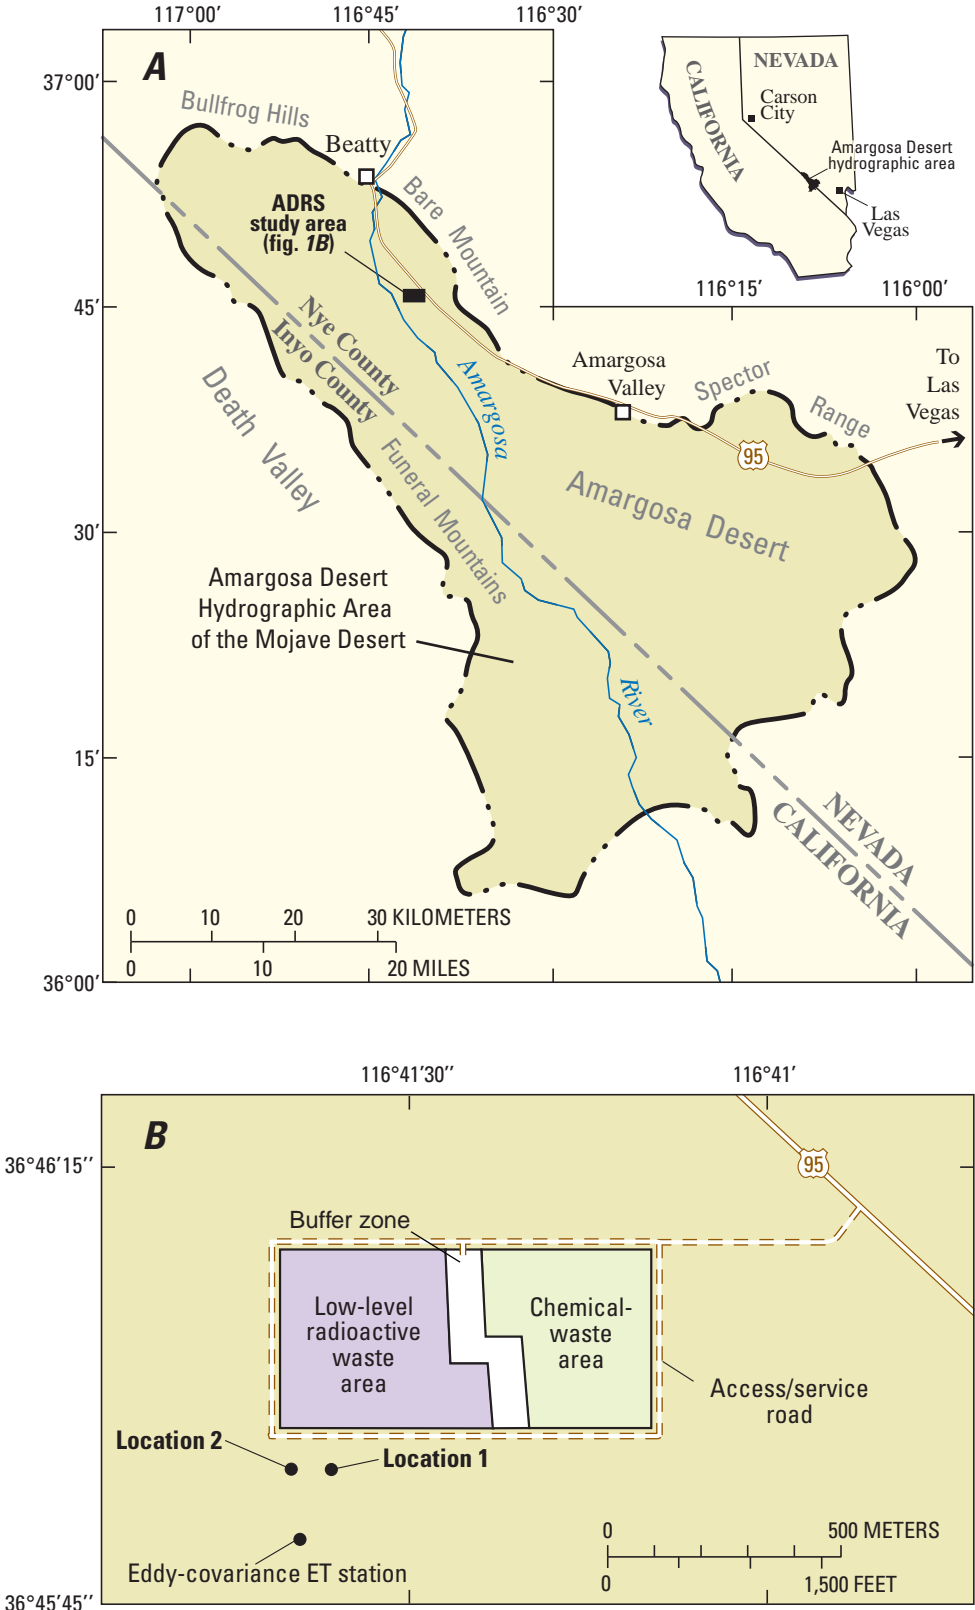 117°00'
116°45'
116°30'
A
37°00'
Bullfrog Hills
Beatty
ADRS
study area
(fig. 1B)
Bare Mountain
NEVADA
CALIFORNIA
Carson
City
Amargosa Desert
hydrographic area
Las
Vegas
116°15'
116°00'
45'
Nye County
Inyo County
Death Valley
Amargosa
Funeral Mountains
Amargosa
Valley
Spector
Range
To
Las
Vegas
95
Amargosa Desert
30'
Amargosa Desert
Hydrographic Area
of the Mojave Desert
River
15'
NEVADA
CALIFORNIA
0 10 20 30 KILOMETERS
0 10 20 MILES
36°00'
116°41'30''
116°41'
B
36°46'15''
95
Buffer zone
Low-level
radioactive
waste
area
Chemical-
waste
area
Access/service
road
Location 2
Location 1
Eddy-covariance ET station
0 500 METERS
0 1,500 FEET
36°45'45''